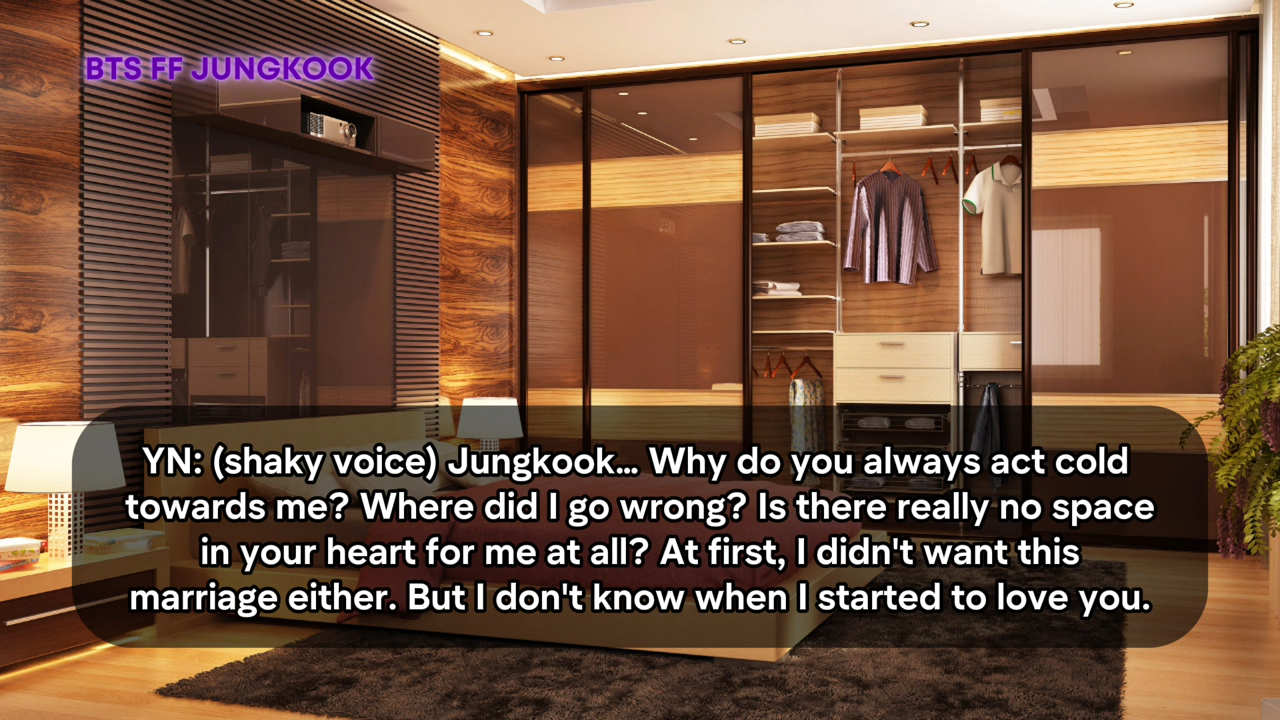 BTS FF JUNGKOOK
YN: (shaky voice) Jungkook... Why do you always act cold
towards me? Where did I go wrong? Is there really no space
in your heart for me at all? At first, I didn't want this
marriage either. But I don't know when I started to love you.